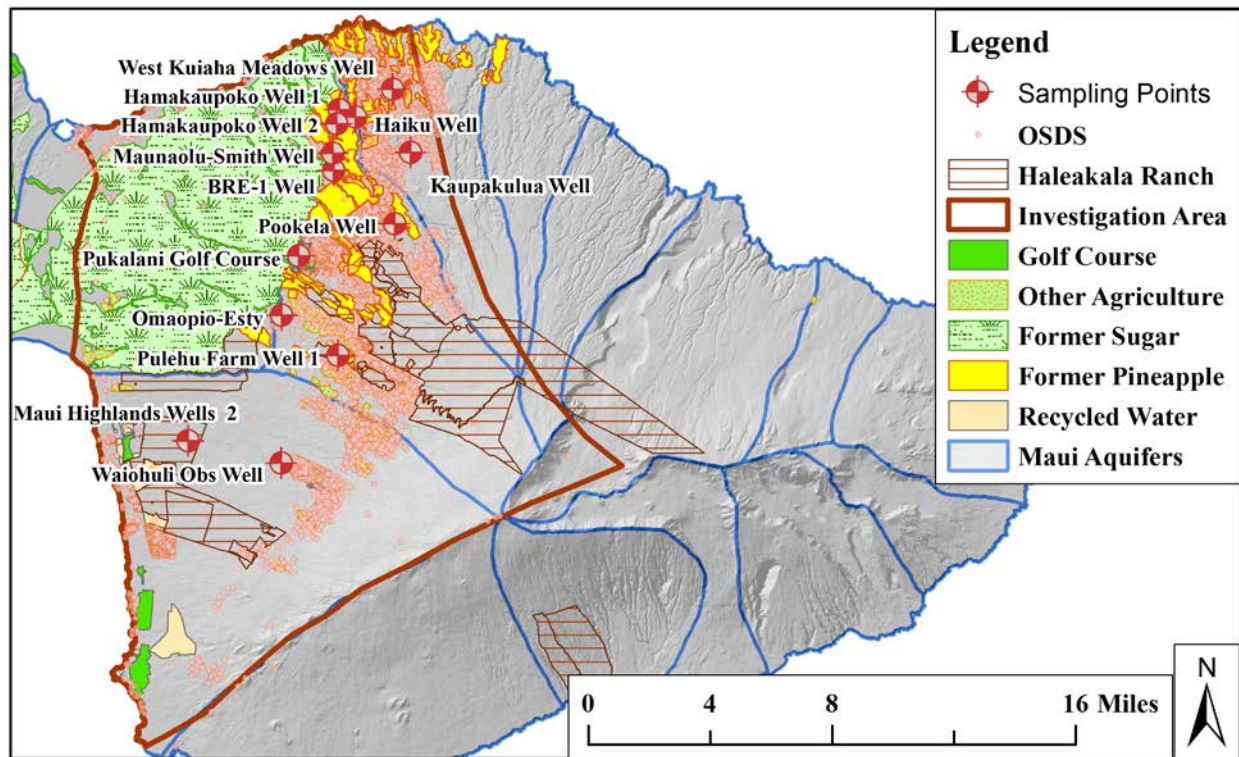 West Kuiaha Meadows Well
Hamakaupoko Well 1
Hamakaupoko Well 2
Haiku Well
Maunaolu-Smith Well
BRE-1 Well
Kaupakulua Well
Pookela Well
Pukalani Golf Course
Omaopio-Esty
Pulehu Farm Well 1
Maui Highlands Wells 2
Waiohuli Obs Well
Legend
Sampling Points
OSDS
Haleakala Ranch
Investigation Area
Golf Course
Other Agriculture
Former Sugar
Former Pineapple
Recycled Water
Maui Aquifers
0 4 8 16 Miles
N